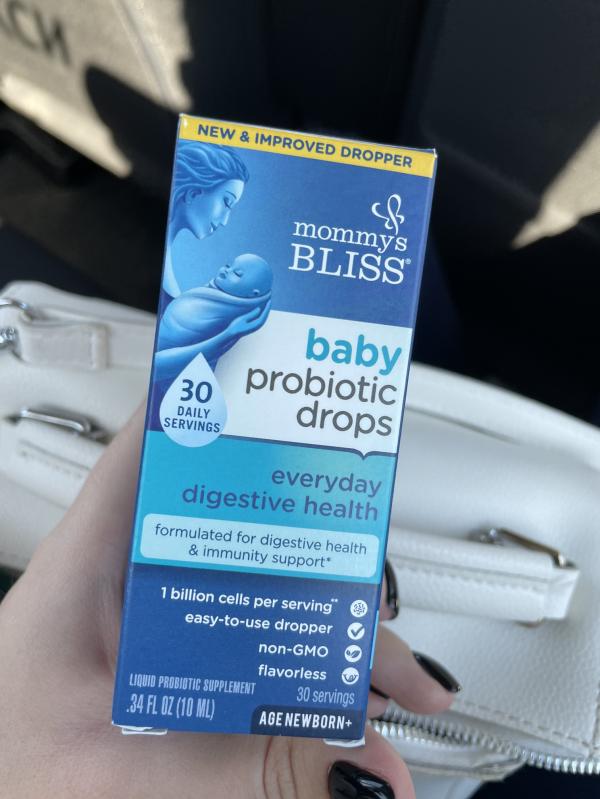 NEW & IMPROVED DROPPER
mommy's
BLISS®
baby
probiotic
drops
30
DAILY
SERVINGS
everyday
digestive health
formulated for digestive health
& immunity support*
1 billion cells per serving**
easy-to-use dropper
non-GMO
flavorless
LIQUID PROBIOTIC SUPPLEMENT
.34 FL OZ (10 ML)
30 servings
AGE NEWBORN+